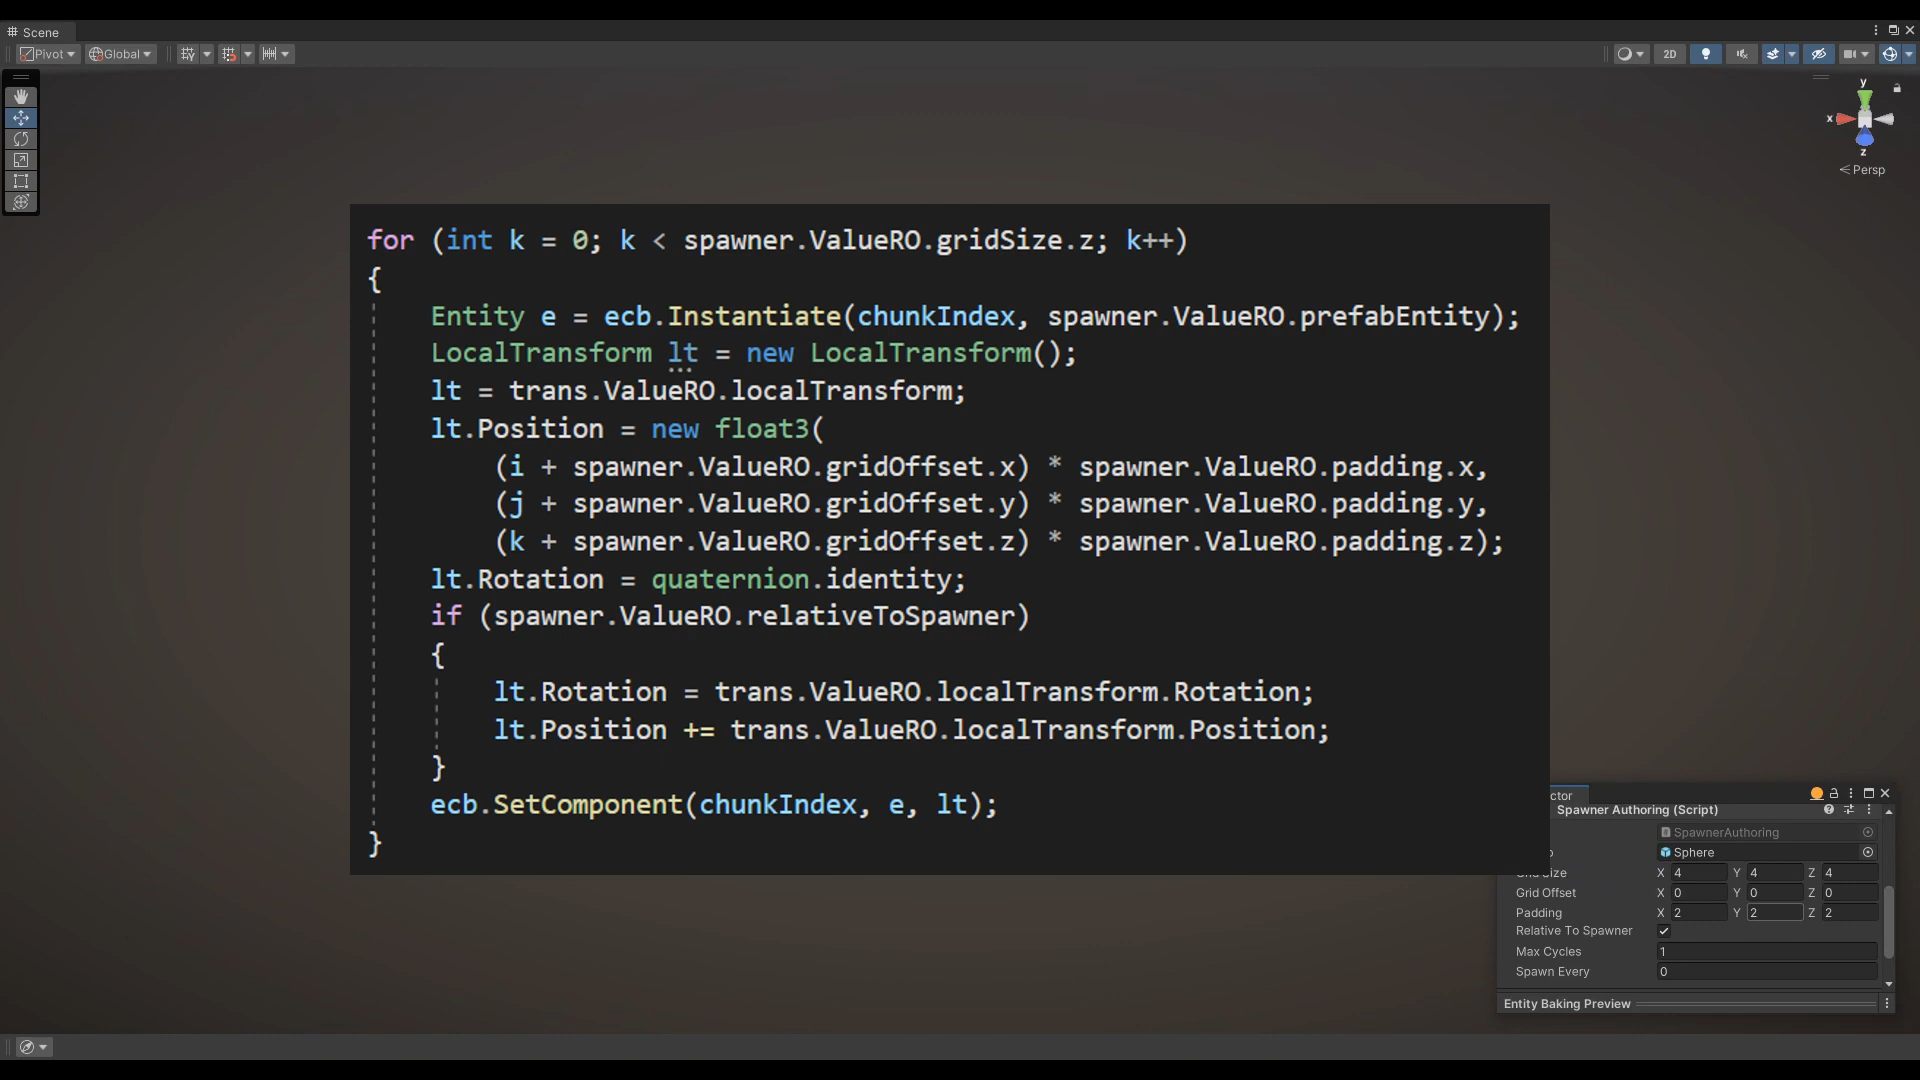 Scene
Pivot
Global
2D
y
x
z
Persp
for (int k = 0; k < spawner.ValueRO.gridSize.z; k++)
{
Entity e = ecb.Instantiate(chunkIndex, spawner.ValueRO.prefabEntity);
LocalTransform lt = new LocalTransform();
lt = trans.ValueRO.localTransform;
lt.Position = new float3(
(i + spawner.ValueRO.gridOffset.x) * spawner.ValueRO.padding.x,
(j + spawner.ValueRO.gridOffset.y) * spawner.ValueRO.padding.y,
(k + spawner.ValueRO.gridOffset.z) * spawner.ValueRO.padding.z);
lt.Rotation = quaternion.identity;
if (spawner.ValueRO.relativeToSpawner)
{
lt.Rotation = trans.ValueRO.localTransform.Rotation;
lt.Position += trans.ValueRO.localTransform.Position;
}
ecb.SetComponent(chunkIndex, e, lt);
}
ctor
Spawner Authoring (Script)
SpawnerAuthoring
Sphere
Grid Size X 4 Y 4 Z 4
Grid Offset X 0 Y 0 Z 0
Padding X 2 Y 2 Z 2
Relative To Spawner
Max Cycles 1
Spawn Every 0
Entity Baking Preview